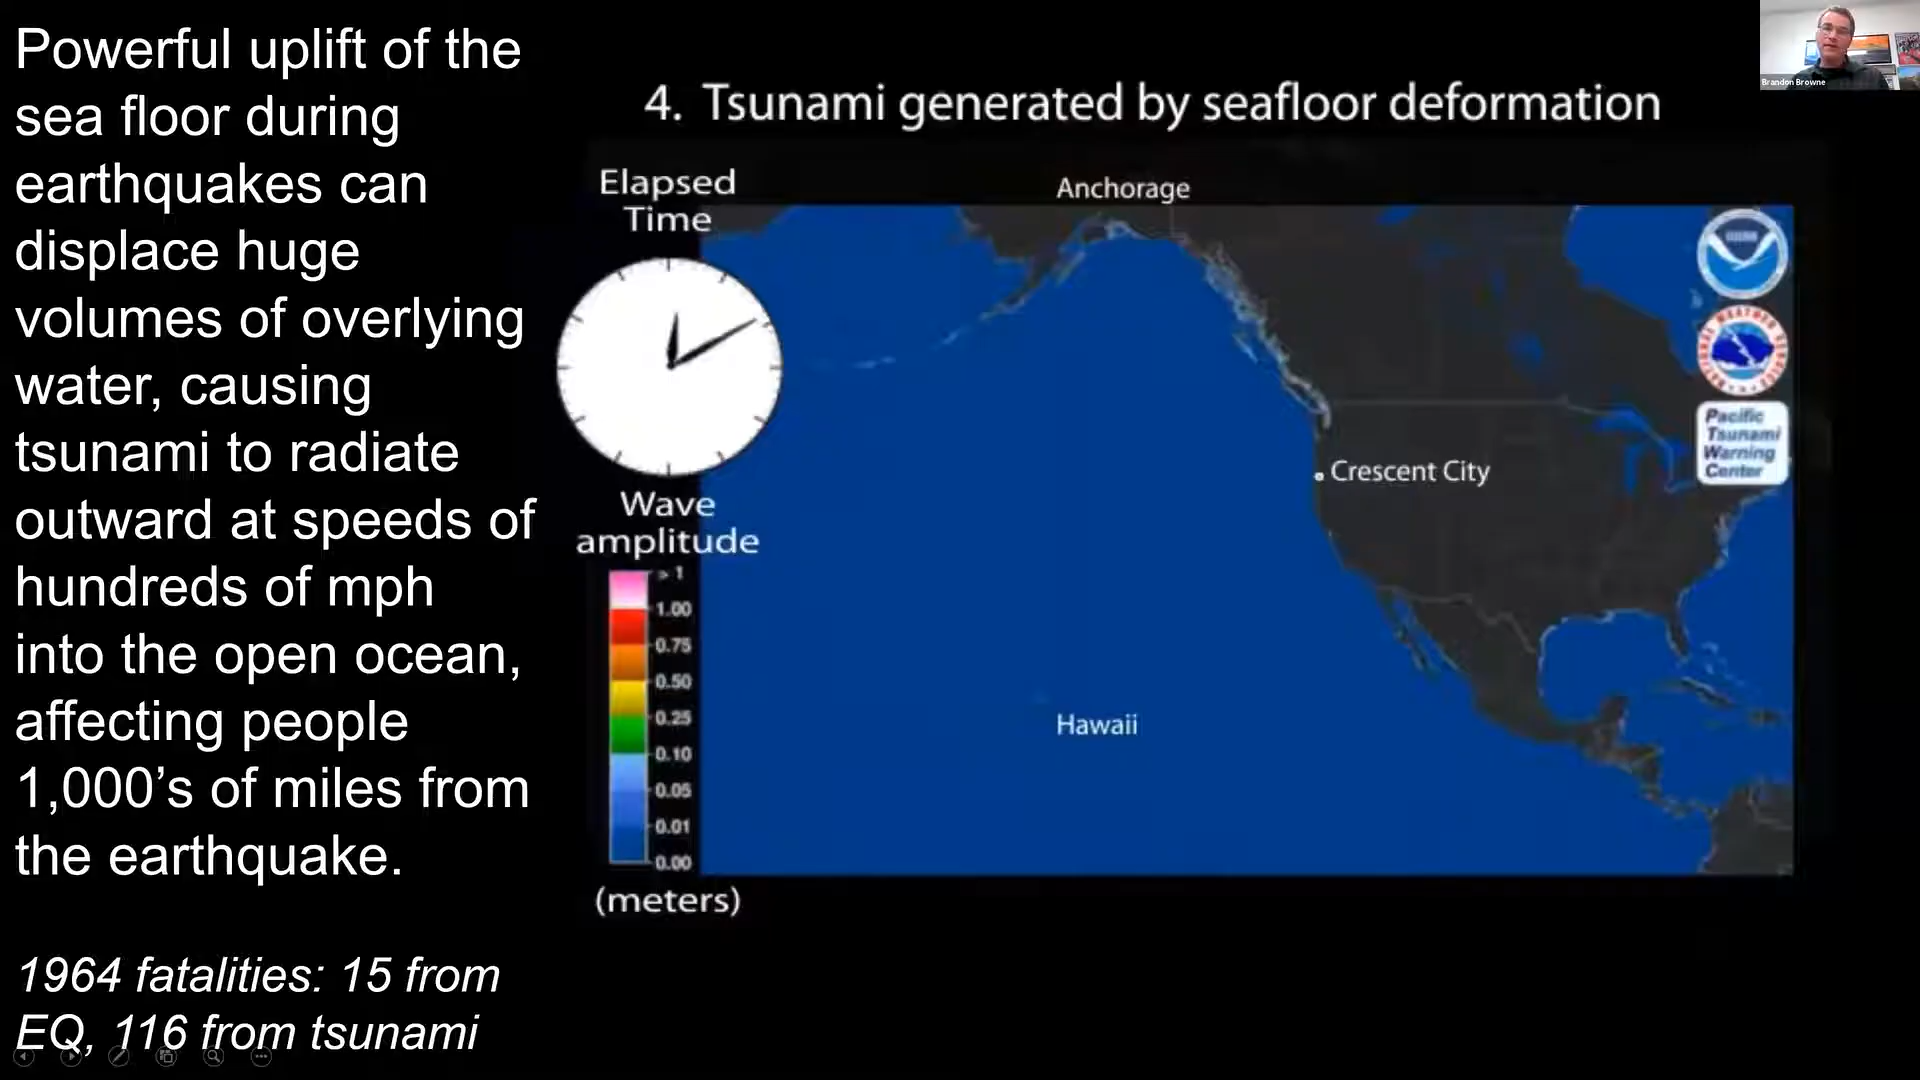 Powerful uplift of the
sea floor during
earthquakes can
displace huge
volumes of overlying
water, causing
tsunami to radiate
outward at speeds of
hundreds of mph
into the open ocean,
affecting people
1,000’s of miles from
the earthquake.
1964 fatalities: 15 from
EQ, 116 from tsunami
4. Tsunami generated by seafloor deformation
Elapsed
Time
Anchorage
Crescent City
Hawaii
Wave
amplitude
> 1
1.00
0.75
0.50
0.25
0.10
0.05
0.01
0.00
(meters)
Pacific
Tsunami
Warning
Center
Brandon Browne